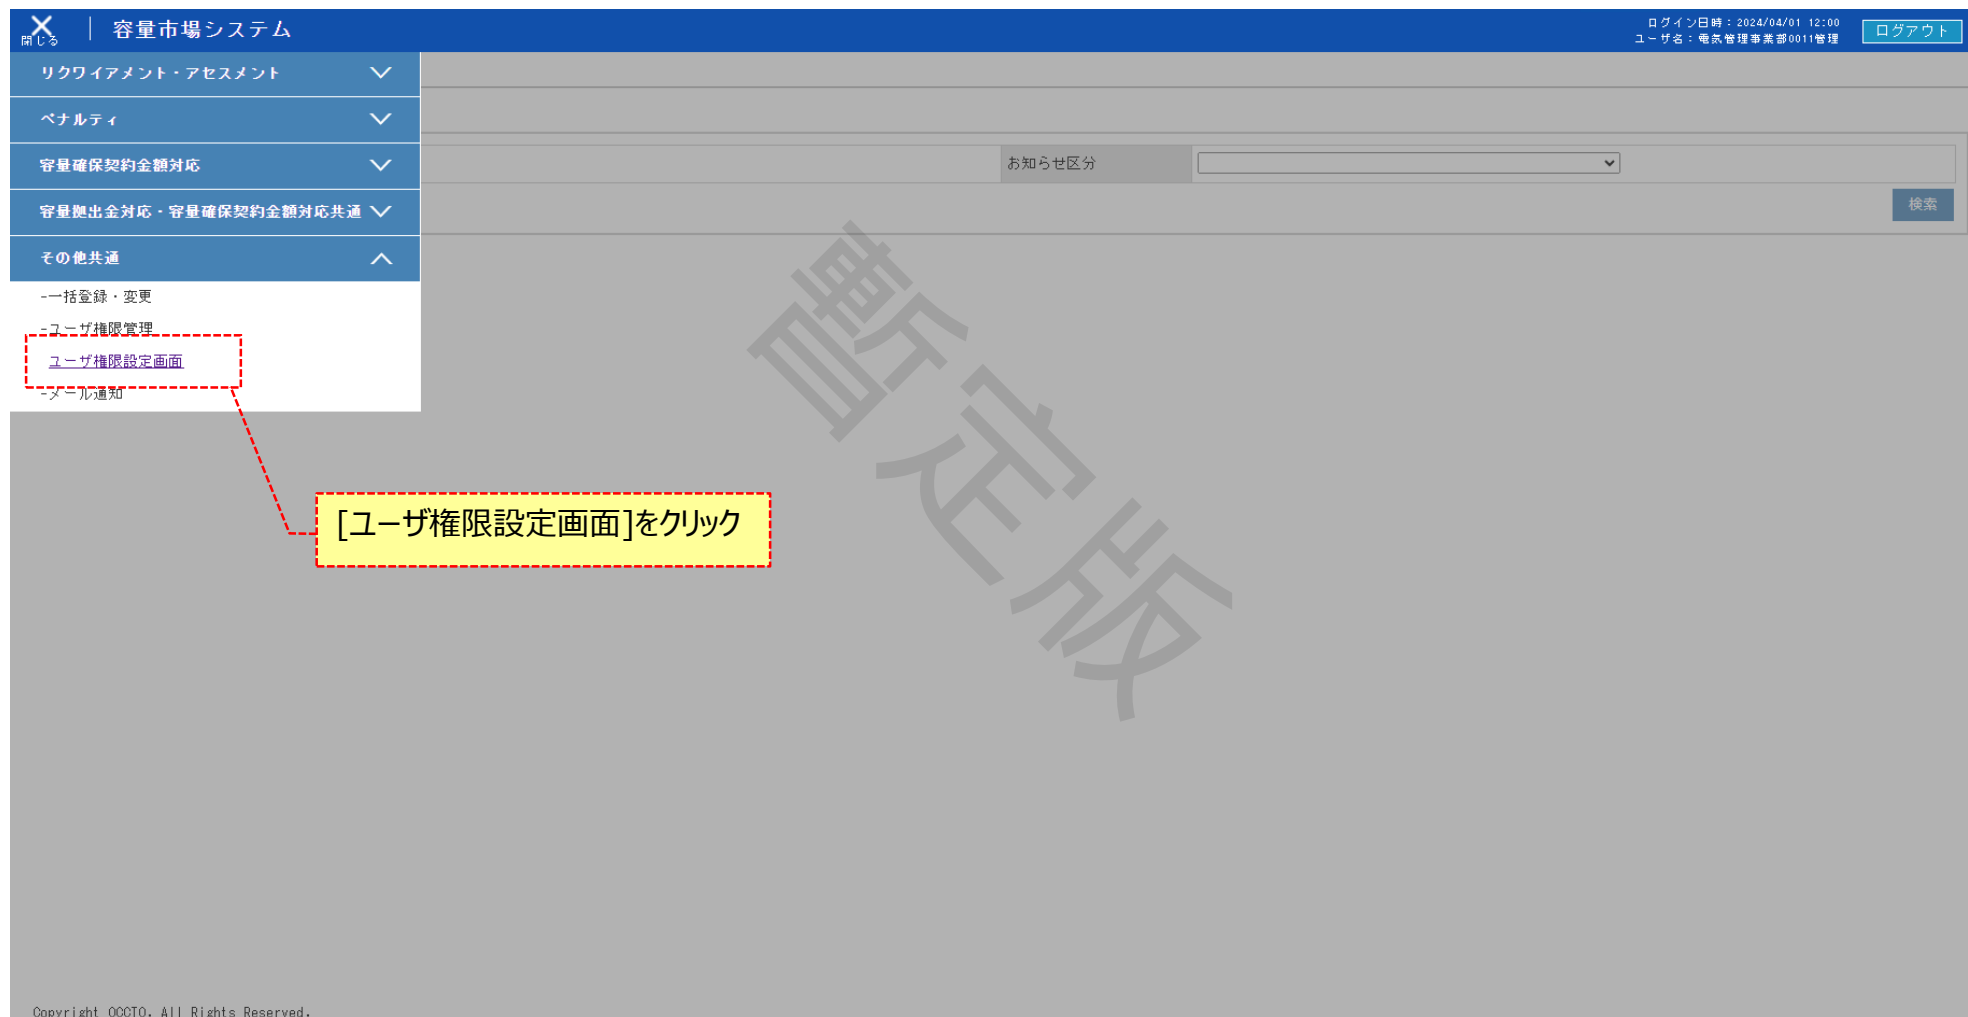 閉じる
容量市場システム
ログイン日時：2024/04/01 12:00
ユーザ名：電気管理事業部0011管理
ログアウト
リクワイアメント・アセスメント
ペナルティ
容量確保契約金額対応
お知らせ区分
容量拠出金対応・容量確保契約金額対応共通
検索
その他共通
-一括登録・変更
-ユーザ権限管理
ユーザ権限設定画面
-メール通知
[ユーザ権限設定画面]をクリック
暫定版
Copyright OCCTO. All Rights Reserved.